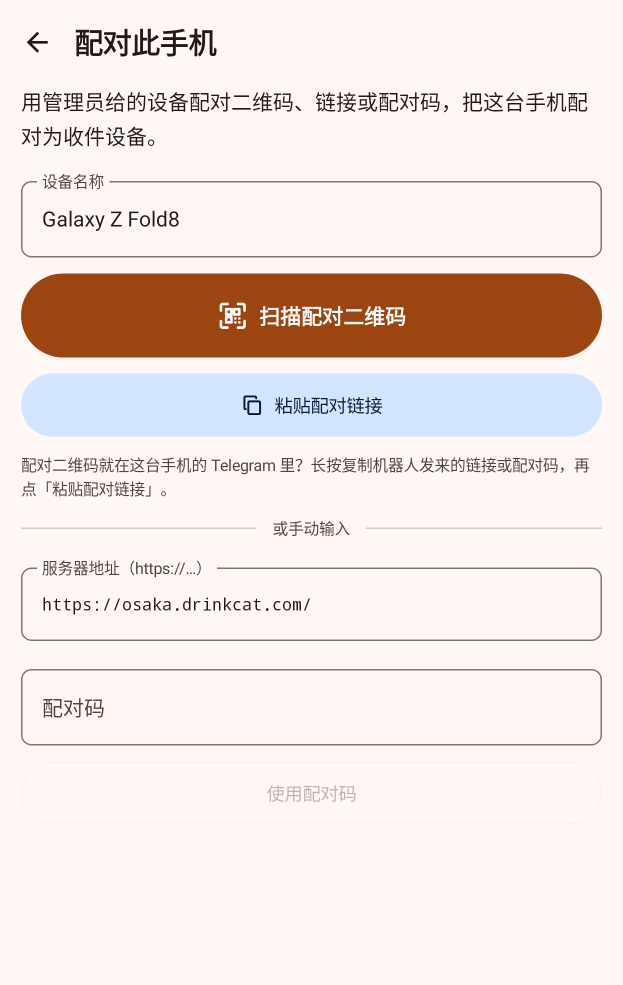 配对此手机
用管理员给的设备配对二维码、链接或配对码，把这台手机配
对为收件设备。
设备名称
Galaxy Z Fold8
扫描配对二维码
粘贴配对链接
配对二维码就在这台手机的 Telegram 里？长按复制机器人发来的链接或配对码，再
点「粘贴配对链接」。
或手动输入
服务器地址（https://…）
https://osaka.drinkcat.com/
配对码
使用配对码